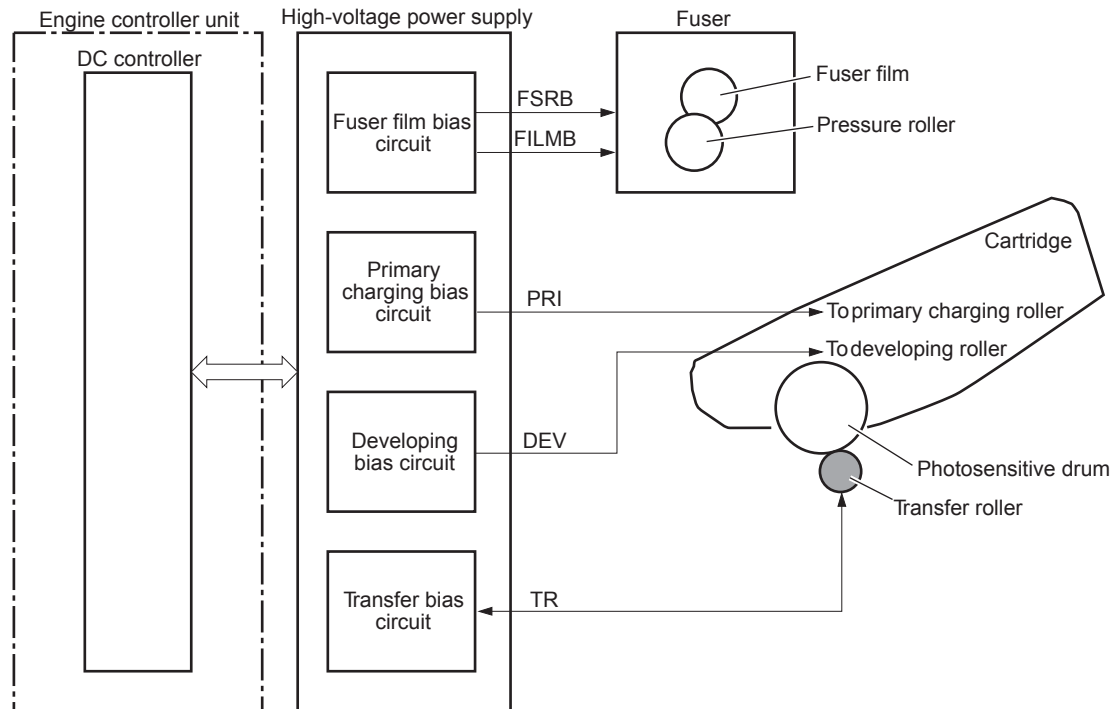 Engine controller unit
High-voltage power supply
Fuser
DC controller
Fuser film bias
circuit
FSRB
FILMB
Fuser film
Pressure roller
Primary
charging bias
circuit
PRI
Cartridge
To primary charging roller
To developing roller
Developing
bias circuit
DEV
Photosensitive drum
Transfer roller
Transfer bias
circuit
TR